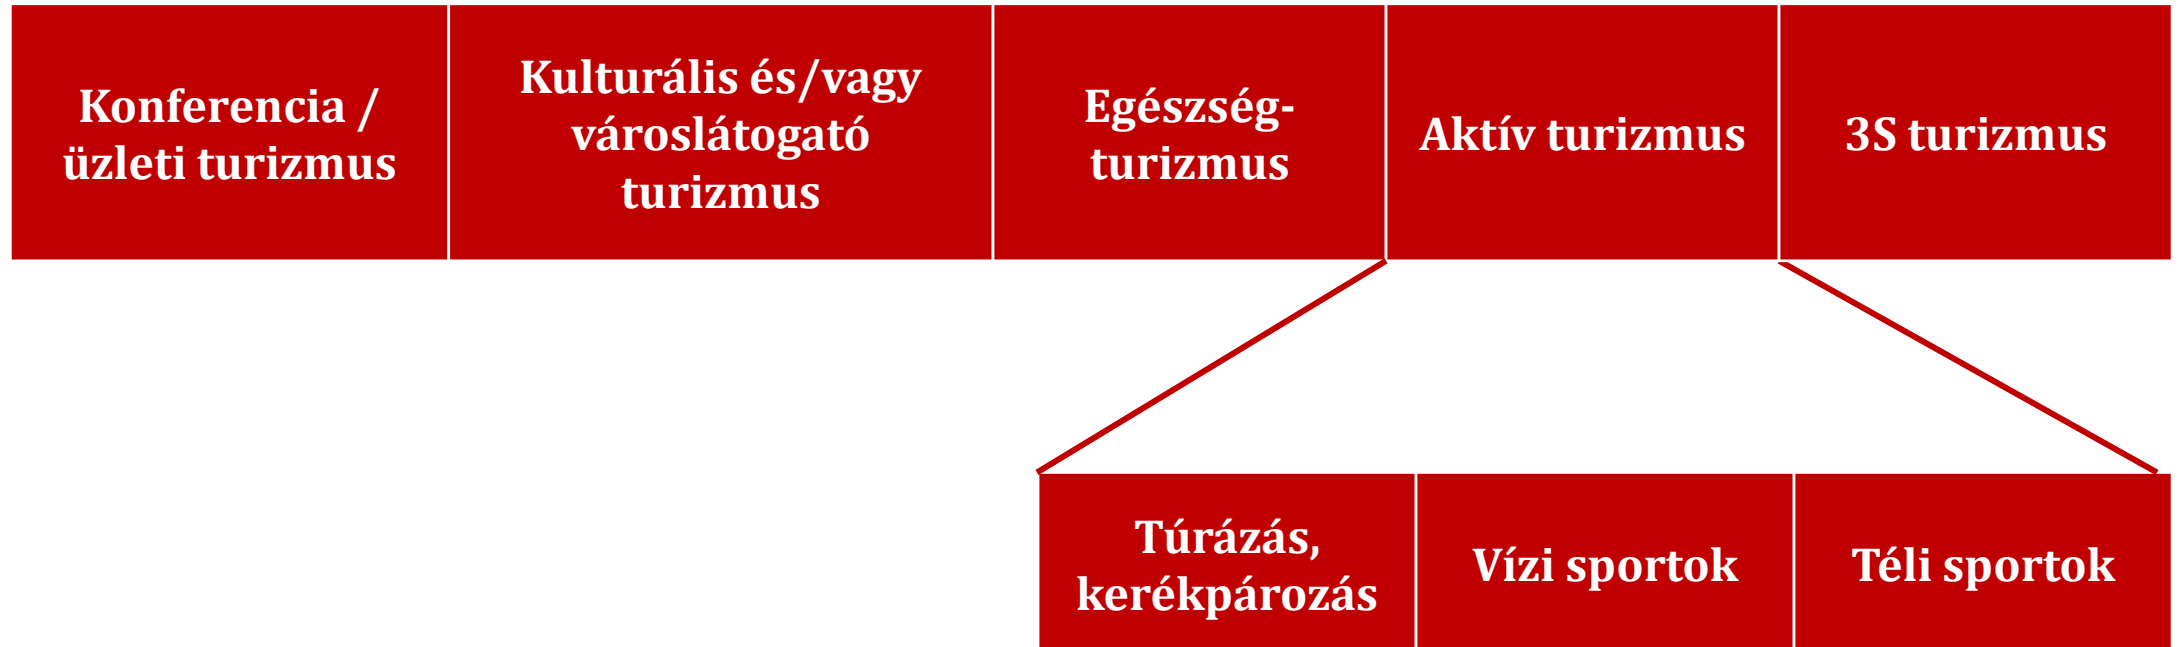 Konferencia /
üzleti turizmus
Kulturális és/vagy
városlátogató
turizmus
Egészség-
turizmus
Aktív turizmus
3S turizmus
Túrázás,
kerékpározás
Vízi sportok
Téli sportok